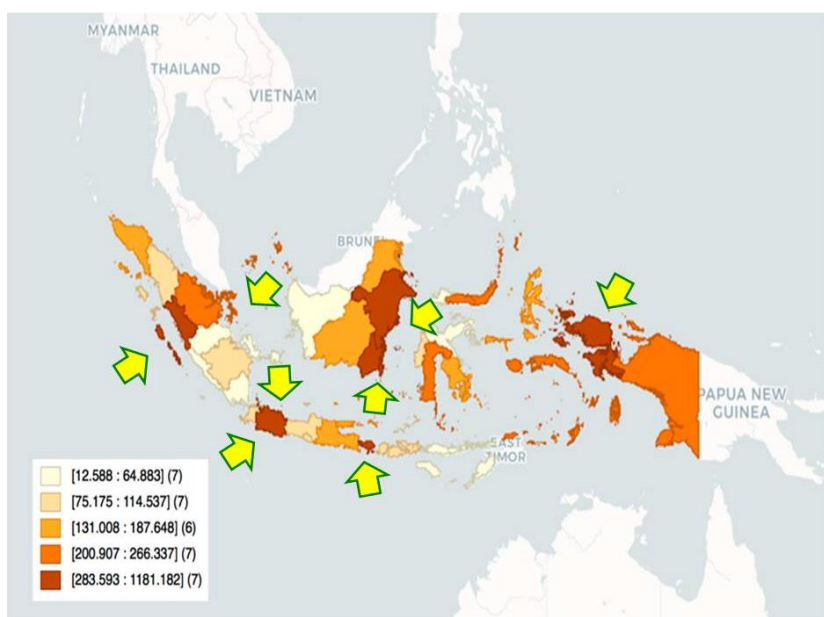 MYANMAR
THAILAND
VIETNAM
BRUNEI
PAPUA NEW
GUINEA
EAST
TIMOR
[12.588 : 64.883] (7)
[75.175 : 114.537] (7)
[131.008 : 187.648] (6)
[200.907 : 266.337] (7)
[283.593 : 1181.182] (7)